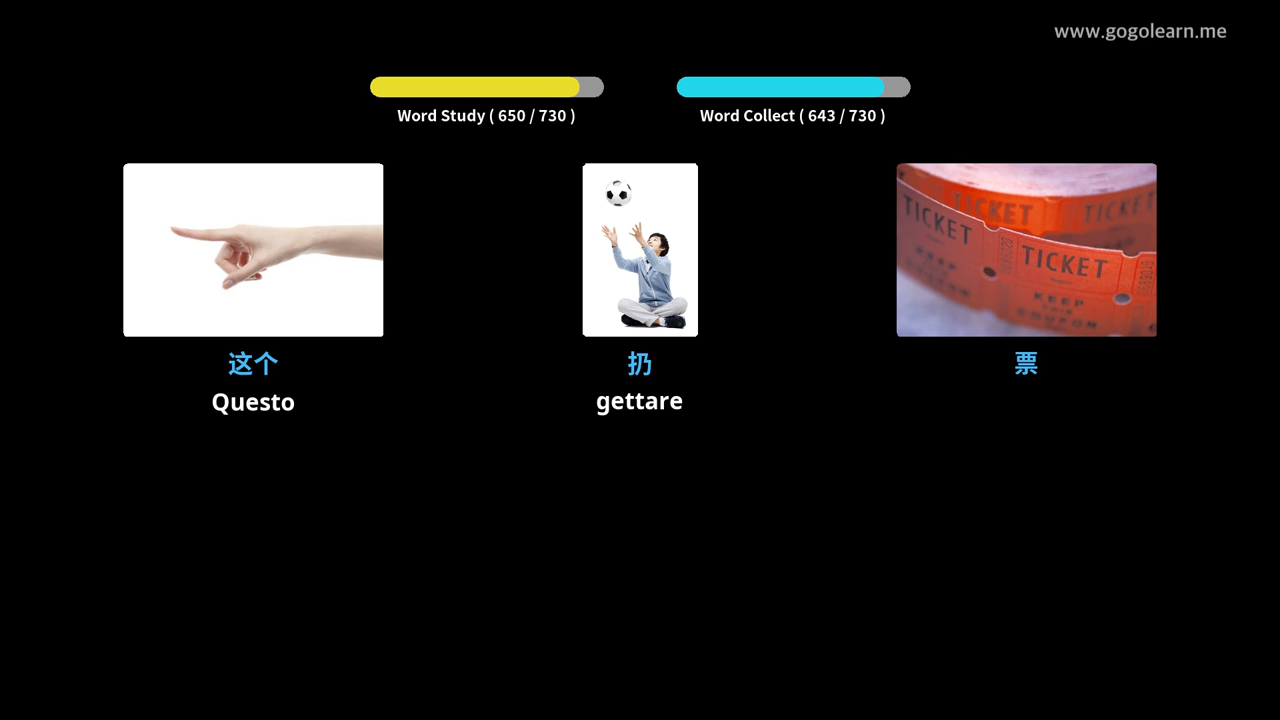 www.gogolearn.me
Word Study ( 650 / 730 )
Word Collect ( 643 / 730 )
TICKET
TICKET
TICKET
TICKET
KEEP
COUPON
这个
扔
票
Questo
gettare